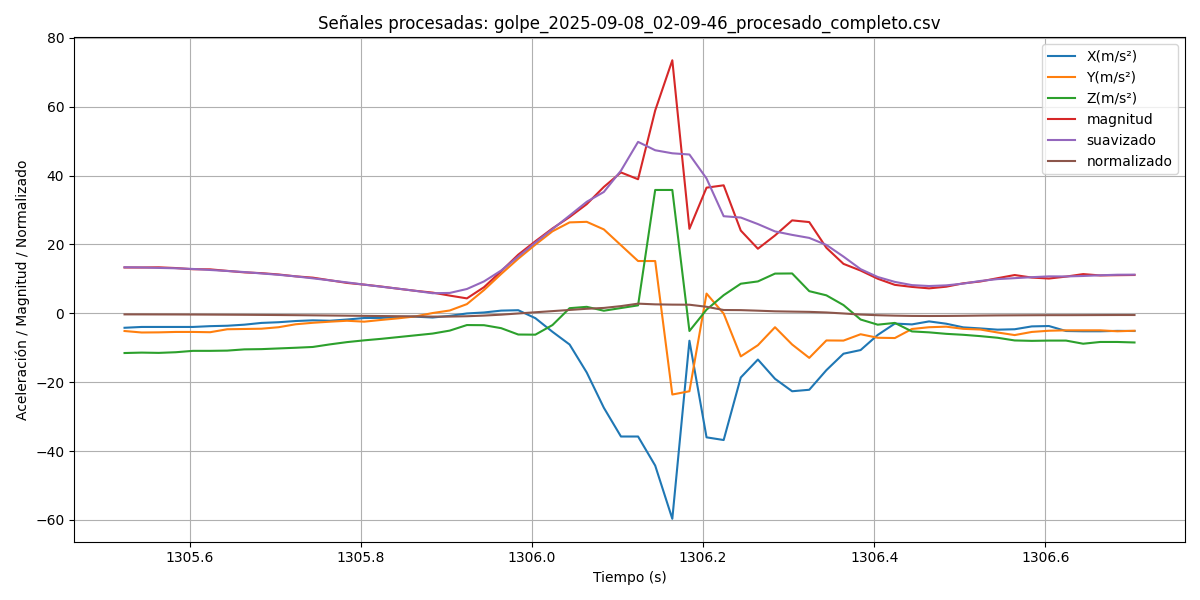 Señales procesadas: golpe_2025-09-08_02-09-46_procesado_completo.csv
80
60
40
20
0
−20
−40
−60
Aceleración / Magnitud / Normalizado
X(m/s²)
Y(m/s²)
Z(m/s²)
magnitud
suavizado
normalizado
1305.6 1305.8 1306.0 1306.2 1306.4 1306.6
Tiempo (s)